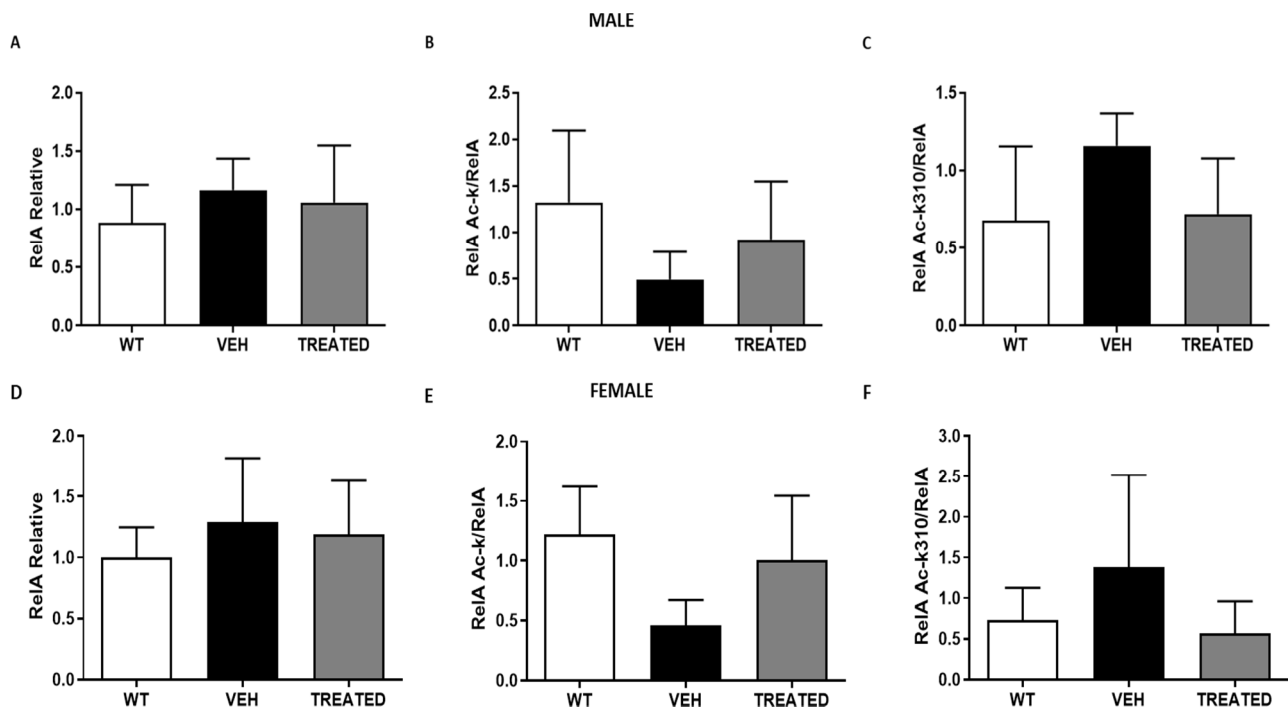 MALE
A
RelA Relative
2.0
1.5
1.0
0.5
0.0
WT VEH TREATED
B
RelA Ac-k/RelA
2.5
2.0
1.5
1.0
0.5
0.0
WT VEH TREATED
C
RelA Ac-k310/RelA
1.5
1.0
0.5
0.0
WT VEH TREATED
FEMALE
D
RelA Relative
2.0
1.5
1.0
0.5
0.0
WT VEH TREATED
E
RelA Ac-k/RelA
2.0
1.5
1.0
0.5
0.0
WT VEH TREATED
F
RelA Ac-k310/RelA
3.0
2.5
2.0
1.5
1.0
0.5
0.0
WT VEH TREATED